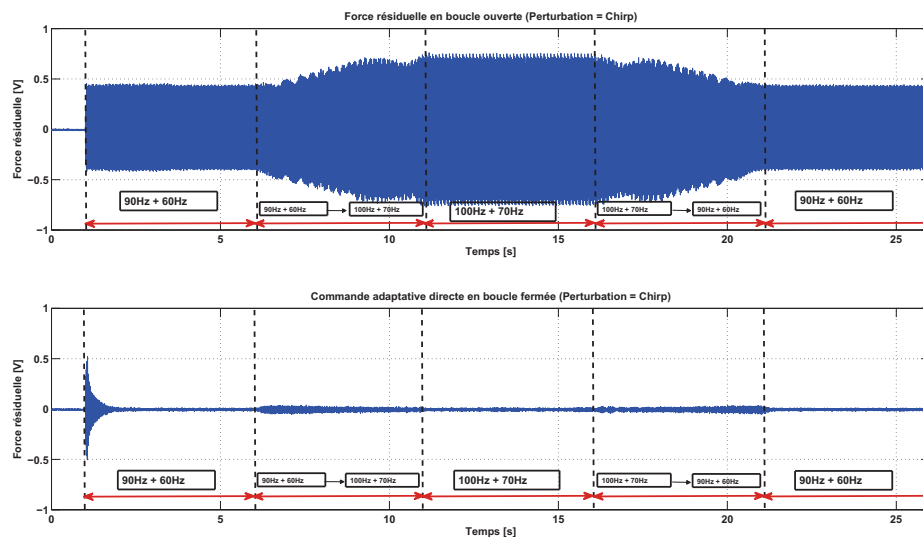 Force résiduelle en boucle ouverte (Perturbation = Chirp)
Force résiduelle [V]
1
0.5
0
−0.5
−1
90Hz + 60Hz
90Hz + 60Hz
100Hz + 70Hz
100Hz + 70Hz
100Hz + 70Hz
90Hz + 60Hz
90Hz + 60Hz
0
5
10
15
20
25
Temps [s]
Commande adaptative directe en boucle fermée (Perturbation = Chirp)
Force résiduelle [V]
1
0.5
0
−0.5
−1
90Hz + 60Hz
90Hz + 60Hz
100Hz + 70Hz
100Hz + 70Hz
100Hz + 70Hz
90Hz + 60Hz
90Hz + 60Hz
0
5
10
15
20
25
Temps [s]